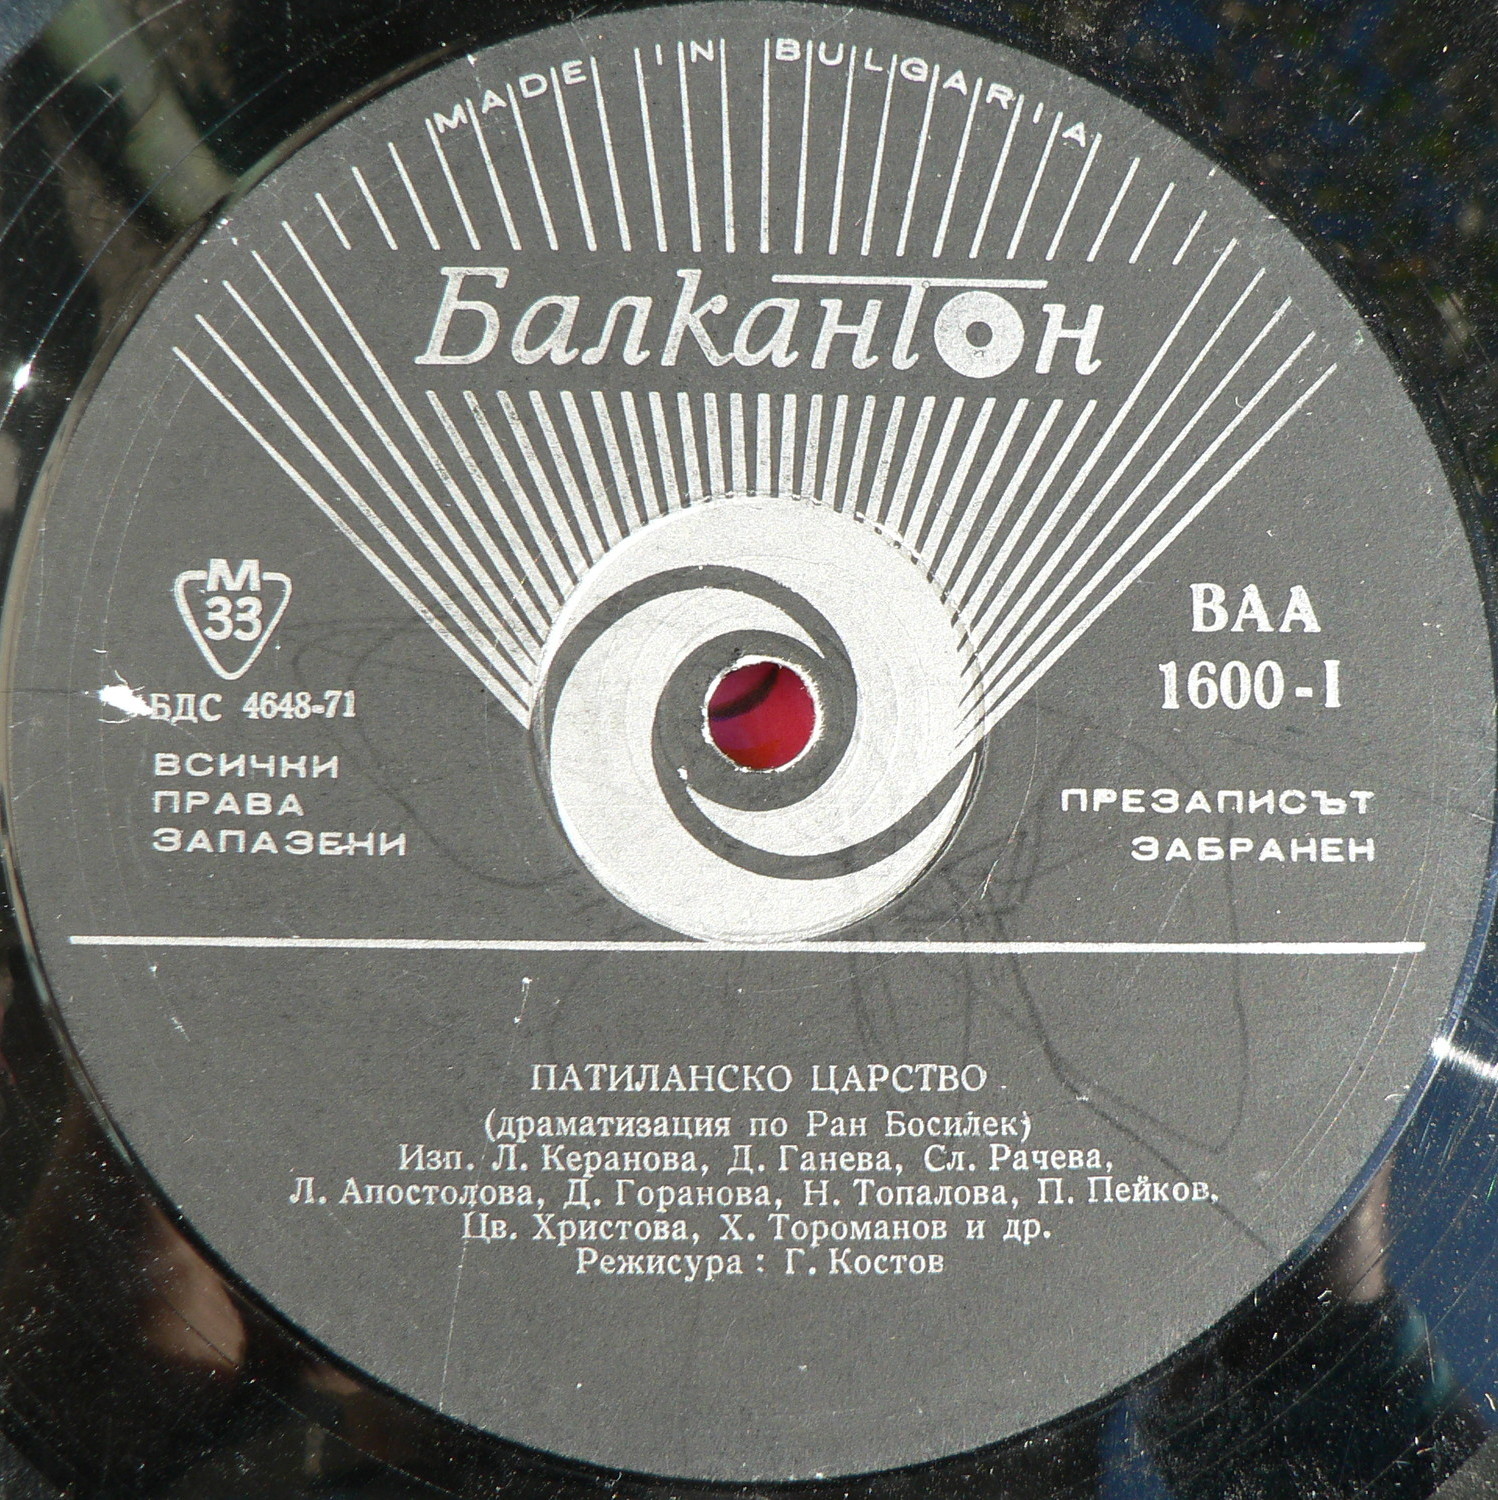 MADE IN BULGARIA
Балкантон
М
33
БДС 4648-71
ВСИЧКИ
ПРАВА
ЗАПАЗЕНИ
ВАА
1600-I
ПРЕЗАПИСЪТ
ЗАБРАНЕН
ПАТИЛАНСКО ЦАРСТВО
(драматизация по Ран Босилек)
Изп. Л. Керанова, Д. Ганева, Сл. Рачева,
Л. Апостолова, Д. Горанова, Н. Топалова, П. Пейков,
Цв. Христова, Х. Тороманов и др.
Режисура : Г. Костов